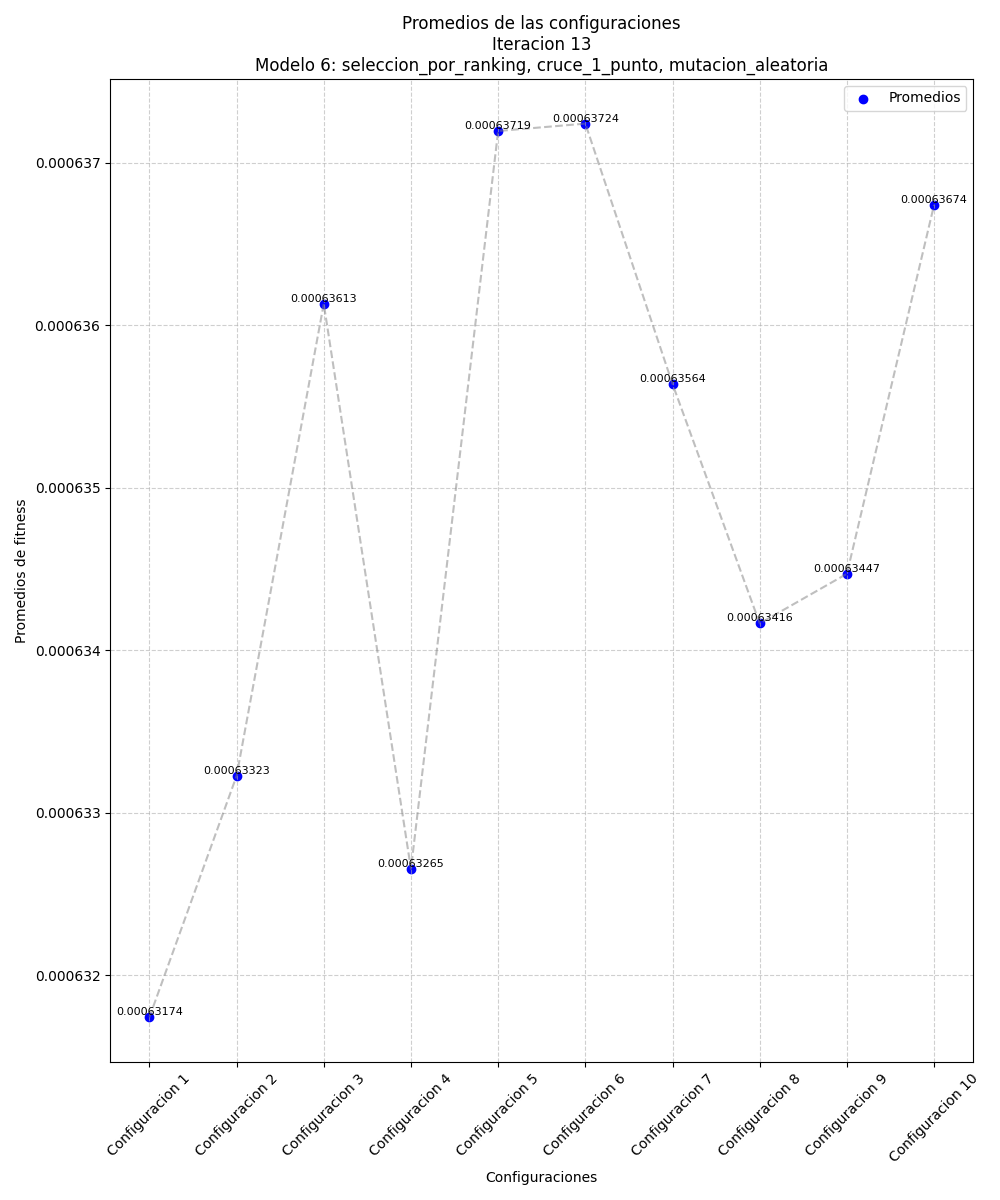 Promedios de las configuraciones
Iteracion 13
Modelo 6: seleccion_por_ranking, cruce_1_punto, mutacion_aleatoria
Promedios
0.00063719
0.00063724
0.000637
0.00063674
0.00063613
0.000636
0.00063564
0.000635
0.00063447
0.00063416
0.000634
0.00063323
0.000633
0.00063265
0.000632
0.00063174
Promedios de fitness
Configuracion 1
Configuracion 2
Configuracion 3
Configuracion 4
Configuracion 5
Configuracion 6
Configuracion 7
Configuracion 8
Configuracion 9
Configuracion 10
Configuraciones